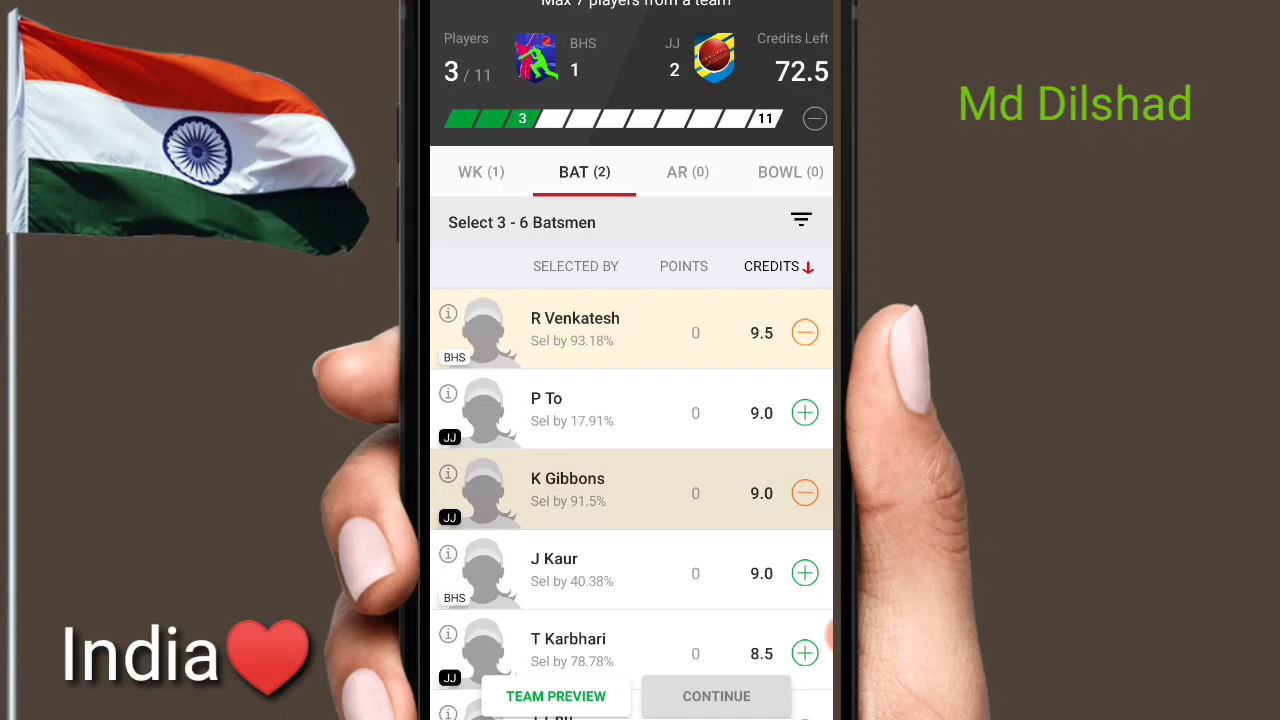 Max 7 players from a team
Players BHS JJ Credits Left
3 / 11 1 2 72.5
3 11
WK (1) BAT (2) AR (0) BOWL (0)
Select 3 - 6 Batsmen
SELECTED BY POINTS CREDITS
R Venkatesh
Sel by 93.18% 0 9.5
BHS
P To
Sel by 17.91% 0 9.0
JJ
K Gibbons
Sel by 91.5% 0 9.0
JJ
J Kaur
Sel by 40.38% 0 9.0
BHS
T Karbhari
Sel by 78.78% 0 8.5
JJ
TEAM PREVIEW CONTINUE
Md Dilshad
India